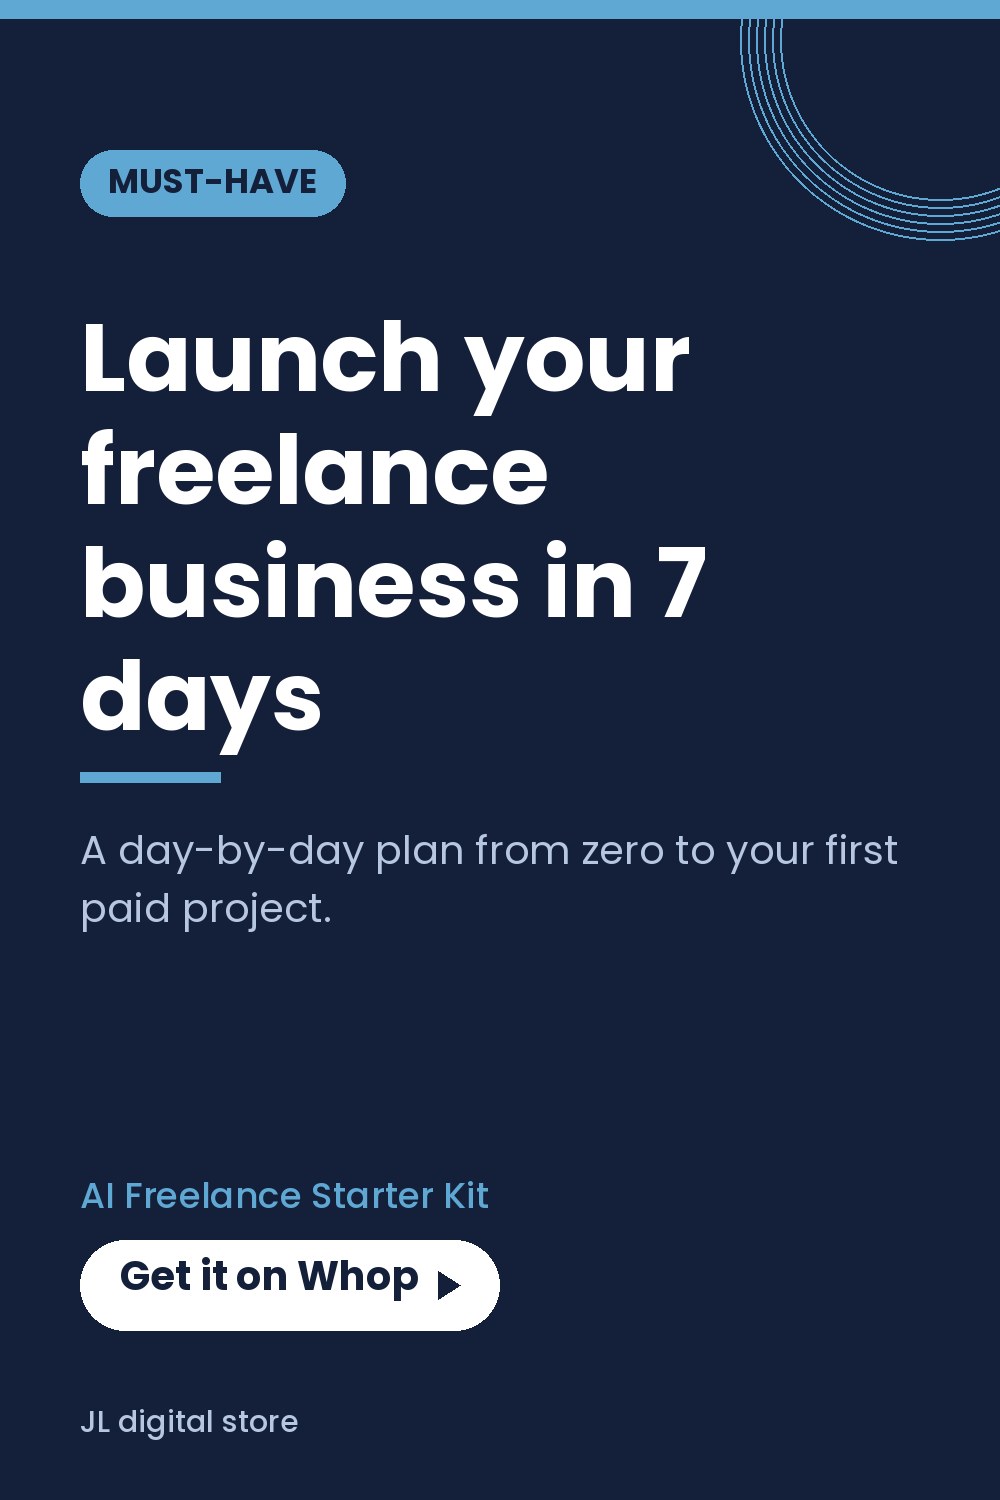 MUST-HAVE
Launch your
freelance
business in 7
days
A day-by-day plan from zero to your first
paid project.
AI Freelance Starter Kit
Get it on Whop
JL digital store